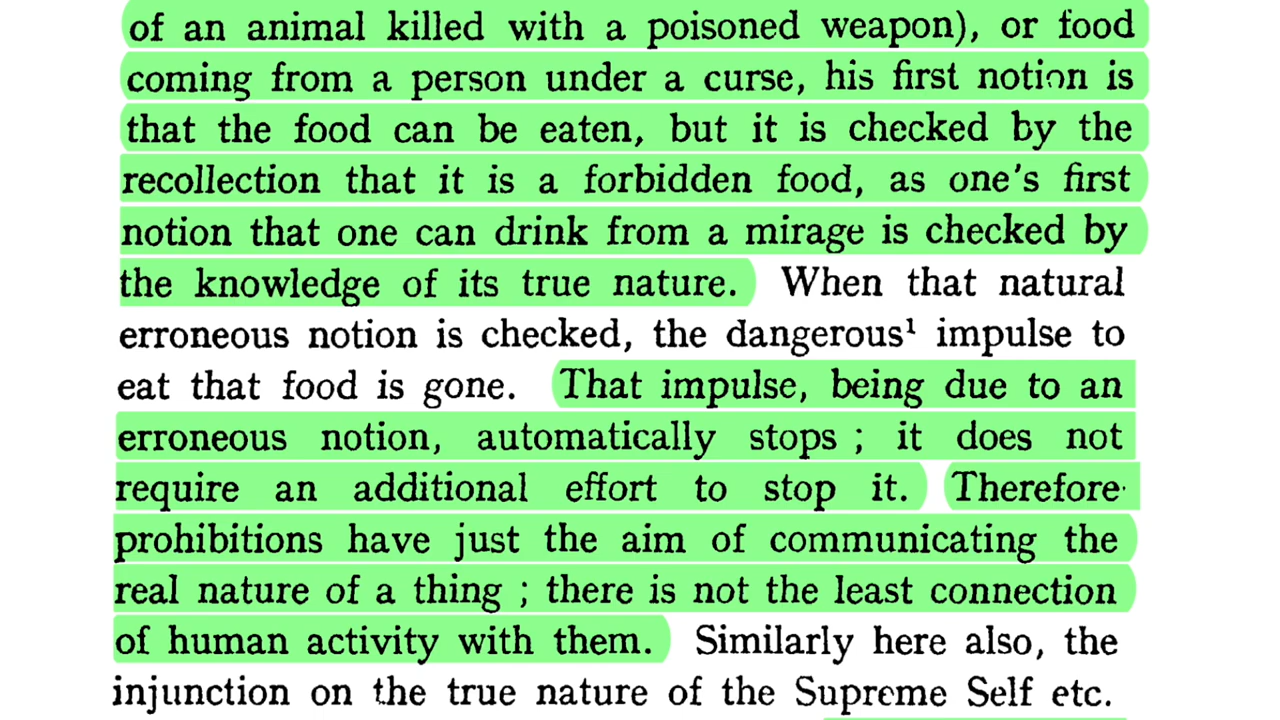 of an animal killed with a poisoned weapon), or food
coming from a person under a curse, his first notion is
that the food can be eaten, but it is checked by the
recollection that it is a forbidden food, as one's first
notion that one can drink from a mirage is checked by
the knowledge of its true nature. When that natural
erroneous notion is checked, the dangerous¹ impulse to
eat that food is gone. That impulse, being due to an
erroneous notion, automatically stops ; it does not
require an additional effort to stop it. Therefore
prohibitions have just the aim of communicating the
real nature of a thing ; there is not the least connection
of human activity with them. Similarly here also, the
injunction on the true nature of the Supreme Self etc.